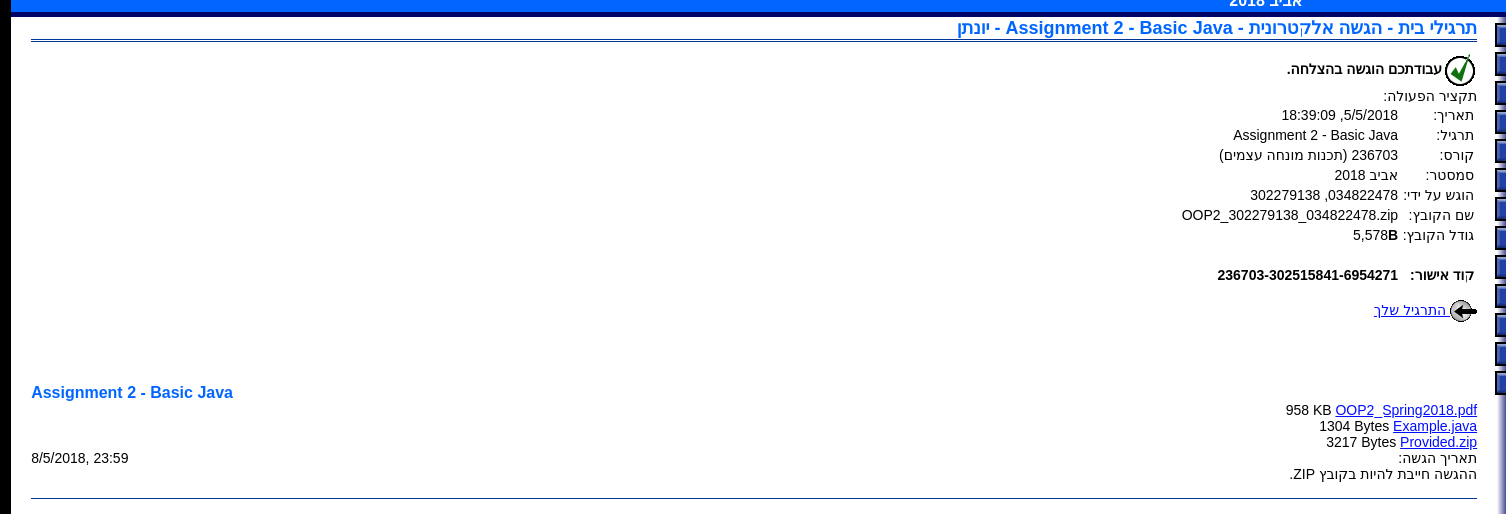 אביב 2018
תרגילי בית - הגשה אלקטרונית - Assignment 2 - Basic Java - יונתן
עבודתכם הוגשה בהצלחה.
תקציר הפעולה:
תאריך: 5/5/2018, 18:39:09
תרגיל: Assignment 2 - Basic Java
קורס: 236703 (תכנות מונחה עצמים)
סמסטר: אביב 2018
הוגש על ידי: 034822478, 302279138
שם הקובץ: OOP2_302279138_034822478.zip
גודל הקובץ: 5,578B
קוד אישור: 236703-302515841-6954271
התרגיל שלך
Assignment 2 - Basic Java
958 KB OOP2_Spring2018.pdf
1304 Bytes Example.java
3217 Bytes Provided.zip
תאריך הגשה: 8/5/2018, 23:59
ההגשה חייבת להיות בקובץ ZIP.